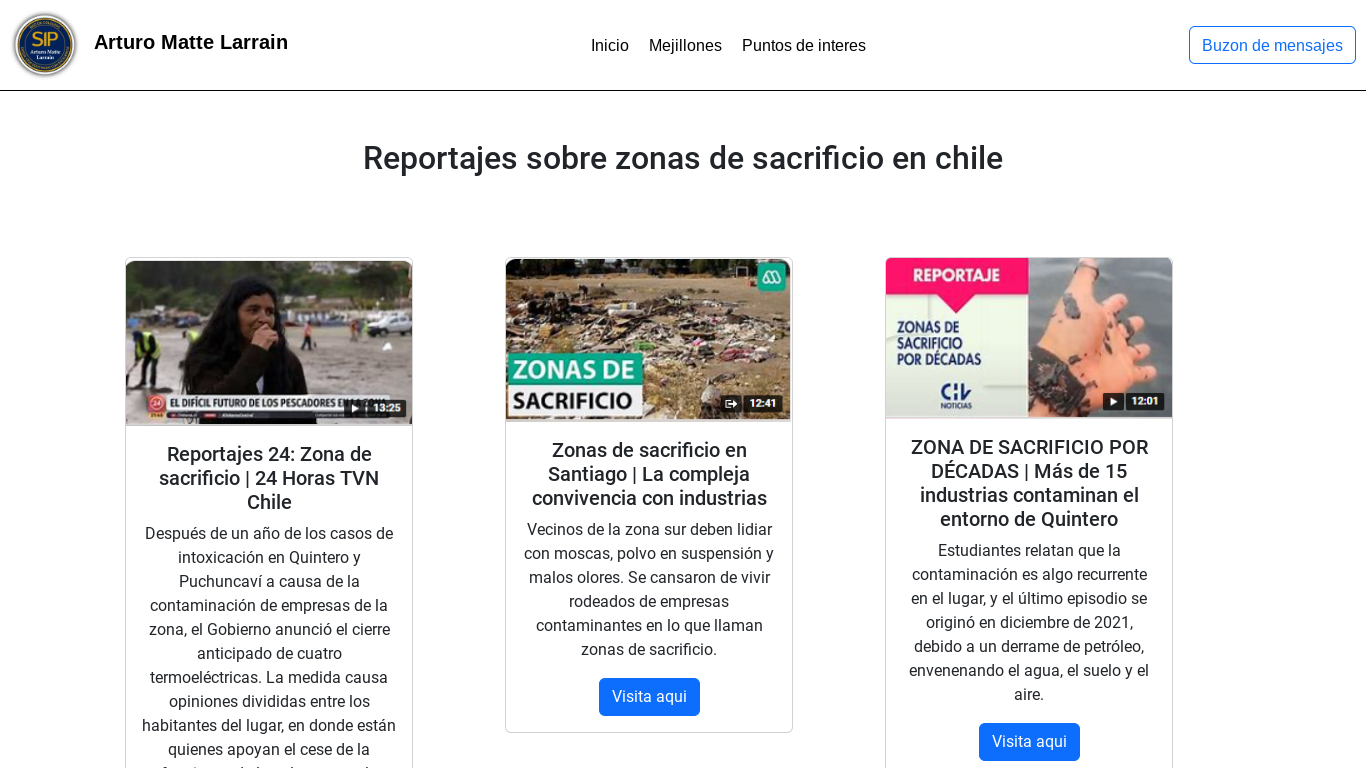 SIP
Arturo Matte
Larrain
Arturo Matte Larrain
Inicio
Mejillones
Puntos de interes
Buzon de mensajes
Reportajes sobre zonas de sacrificio en chile
24
EL DIFÍCIL FUTURO DE LOS PESCADORES EN LA ZONA
13:25
Reportajes 24: Zona de
sacrificio | 24 Horas TVN
Chile
Después de un año de los casos de
intoxicación en Quintero y
Puchuncaví a causa de la
contaminación de empresas de la
zona, el Gobierno anunció el cierre
anticipado de cuatro
termoeléctricas. La medida causa
opiniones divididas entre los
habitantes del lugar, en donde están
quienes apoyan el cese de la
ZONAS DE
SACRIFICIO
12:41
Zonas de sacrificio en
Santiago | La compleja
convivencia con industrias
Vecinos de la zona sur deben lidiar
con moscas, polvo en suspensión y
malos olores. Se cansaron de vivir
rodeados de empresas
contaminantes en lo que llaman
zonas de sacrificio.
Visita aqui
REPORTAJE
ZONAS DE
SACRIFICIO
POR DÉCADAS
CHV
NOTICIAS
12:01
ZONA DE SACRIFICIO POR
DÉCADAS | Más de 15
industrias contaminan el
entorno de Quintero
Estudiantes relatan que la
contaminación es algo recurrente
en el lugar, y el último episodio se
originó en diciembre de 2021,
debido a un derrame de petróleo,
envenenando el agua, el suelo y el
aire.
Visita aqui